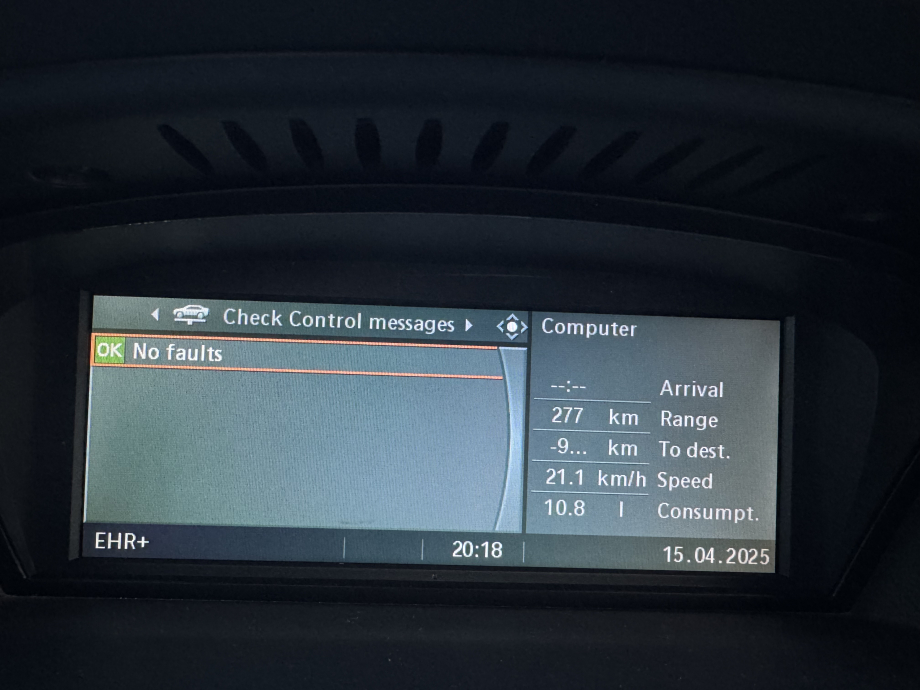 Check Control messages
OK No faults
Computer
--:-- Arrival
277 km Range
-9... km To dest.
21.1 km/h Speed
10.8 l Consumpt.
EHR+ 20:18 15.04.2025